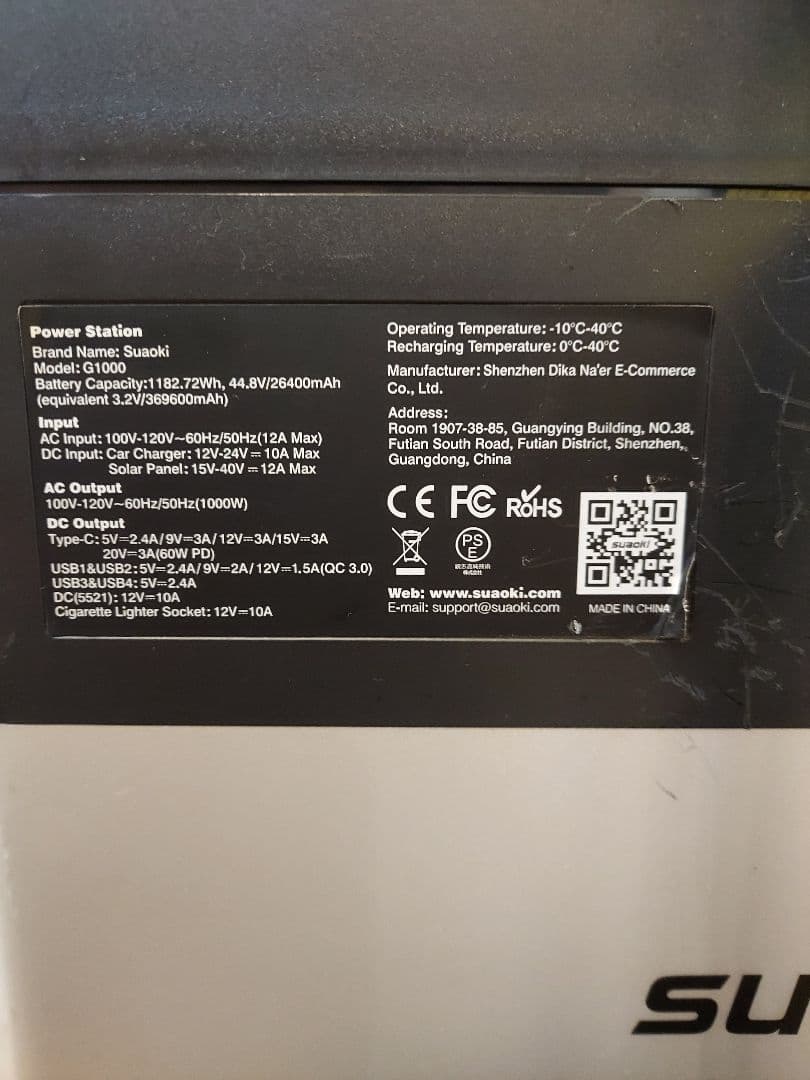 Power Station
Brand Name: Suaoki
Model: G1000
Battery Capacity:1182.72Wh, 44.8V/26400mAh
(equivalent 3.2V/369600mAh)
Input
AC Input: 100V-120V~60Hz/50Hz(12A Max)
DC Input: Car Charger: 12V-24V⎓10A Max
Solar Panel: 15V-40V⎓12A Max
AC Output
100V-120V~60Hz/50Hz(1000W)
DC Output
Type-C: 5V⎓2.4A/9V⎓3A/12V⎓3A/15V⎓3A
20V⎓3A(60W PD)
USB1&USB2: 5V⎓2.4A/9V⎓2A/12V⎓1.5A(QC 3.0)
USB3&USB4: 5V⎓2.4A
DC(5521): 12V⎓10A
Cigarette Lighter Socket: 12V⎓10A
Operating Temperature: -10°C-40°C
Recharging Temperature: 0°C-40°C
Manufacturer: Shenzhen Dika Na'er E-Commerce
Co., Ltd.
Address:
Room 1907-38-85, Guangying Building, NO.38,
Futian South Road, Futian District, Shenzhen,
Guangdong, China
CE FC RoHS
PS
E
株式会社
suaoki
Web: www.suaoki.com
E-mail: support@suaoki.com
MADE IN CHINA
SU